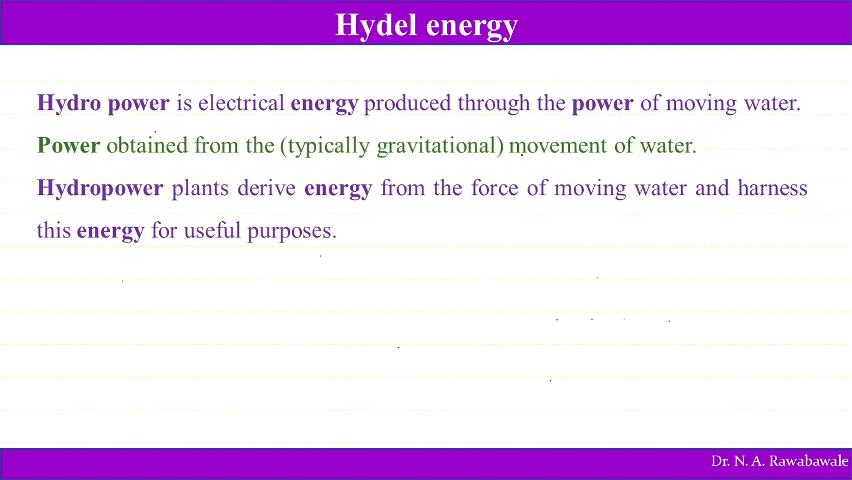 Hydel energy
Hydro power is electrical energy produced through the power of moving water.
Power obtained from the (typically gravitational) movement of water.
Hydropower plants derive energy from the force of moving water and harness
this energy for useful purposes.
Dr. N. A. Rawabawale